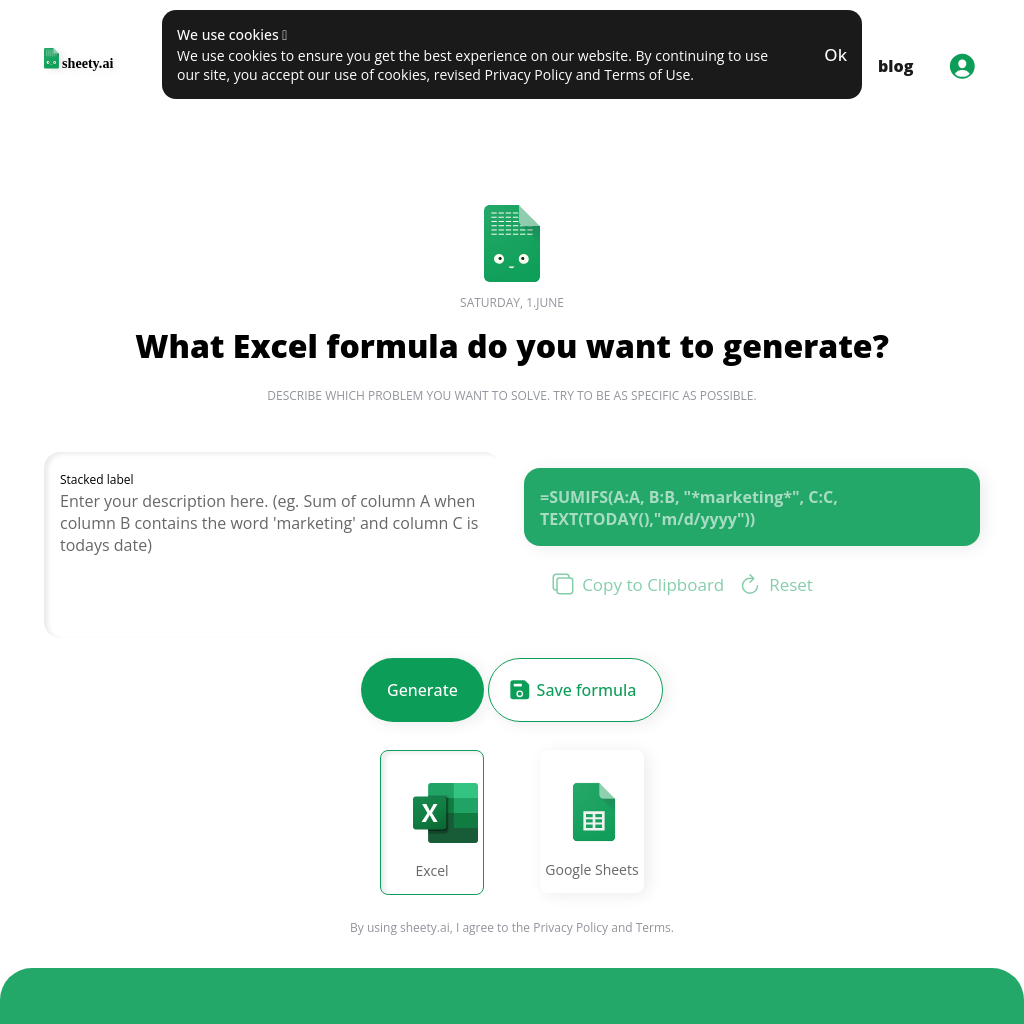 We use cookies
We use cookies to ensure you get the best experience on our website. By continuing to use
our site, you accept our use of cookies, revised Privacy Policy and Terms of Use.
Ok
sheety.ai
blog
SATURDAY, 1.JUNE
What Excel formula do you want to generate?
DESCRIBE WHICH PROBLEM YOU WANT TO SOLVE. TRY TO BE AS SPECIFIC AS POSSIBLE.
Stacked label
Enter your description here. (eg. Sum of column A when
column B contains the word 'marketing' and column C is
todays date)
=SUMIFS(A:A, B:B, "*marketing*", C:C,
TEXT(TODAY(),"m/d/yyyy"))
Copy to Clipboard
Reset
Generate
Save formula
X
Excel
Google Sheets
By using sheety.ai, I agree to the Privacy Policy and Terms.